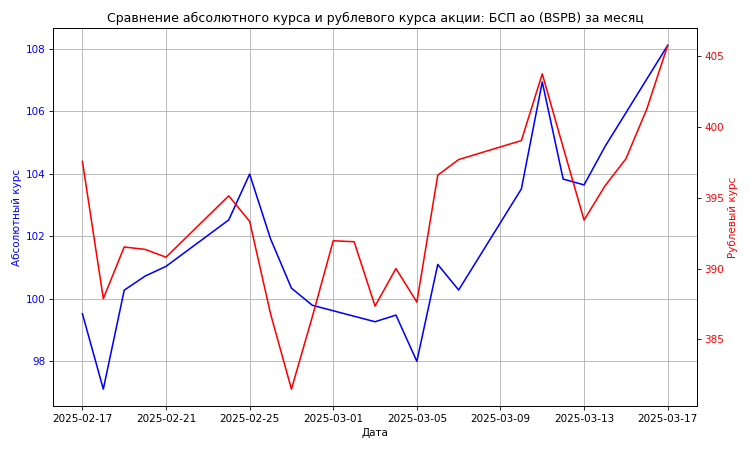 Сравнение абсолютного курса и рублевого курса акции: БСП ао (BSPB) за месяц
108
106
104
102
100
98
Абсолютный курс
405
400
395
390
385
Рублевый курс
2025-02-17 2025-02-21 2025-02-25 2025-03-01 2025-03-05 2025-03-09 2025-03-13 2025-03-17
Дата